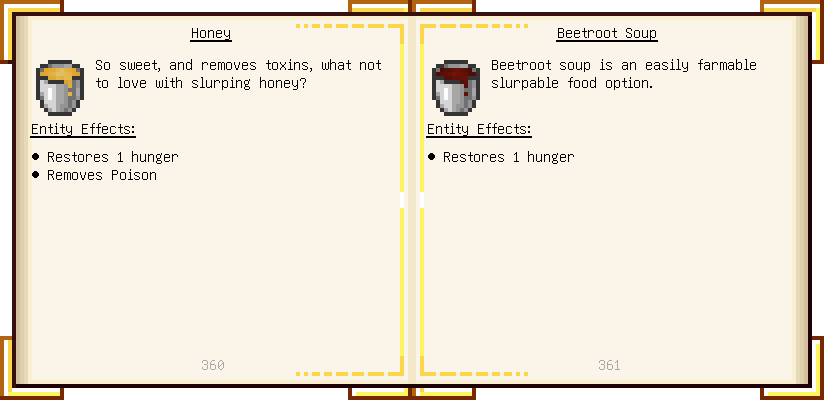 Honey
So sweet, and removes toxins, what not
to love with slurping honey?
Entity Effects:
● Restores 1 hunger
● Removes Poison
360
Beetroot Soup
Beetroot soup is an easily farmable
slurpable food option.
Entity Effects:
● Restores 1 hunger
361